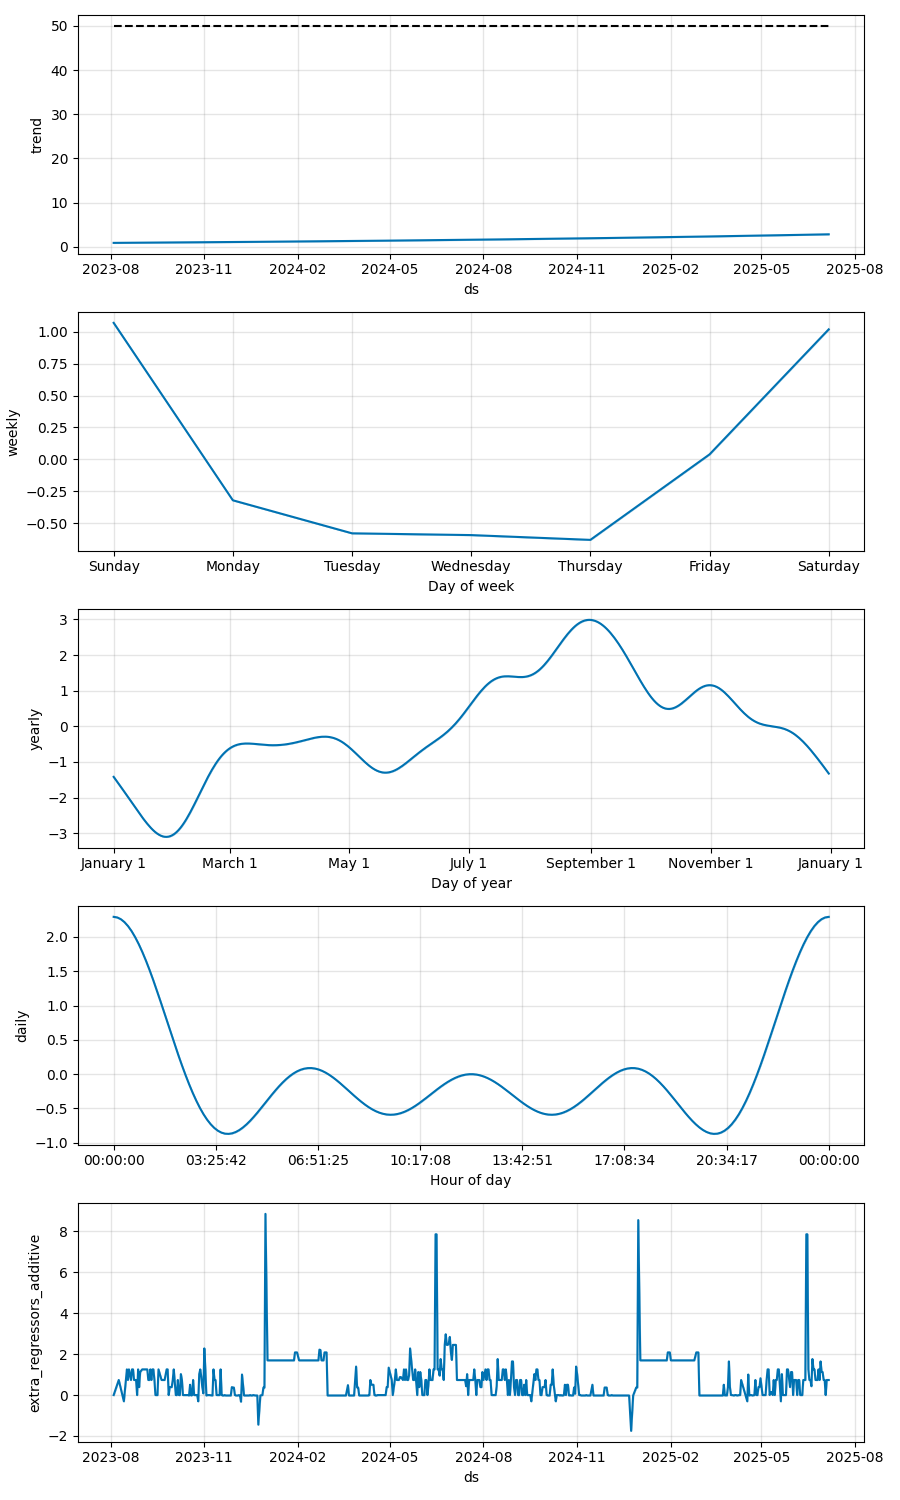 50
40
30
20
10
0
trend
2023-08 2023-11 2024-02 2024-05 2024-08 2024-11 2025-02 2025-05 2025-08
ds
1.00
0.75
0.50
0.25
0.00
−0.25
−0.50
weekly
Sunday Monday Tuesday Wednesday Thursday Friday Saturday
Day of week
3
2
1
0
−1
−2
−3
yearly
January 1 March 1 May 1 July 1 September 1 November 1 January 1
Day of year
2.0
1.5
1.0
0.5
0.0
−0.5
−1.0
daily
00:00:00 03:25:42 06:51:25 10:17:08 13:42:51 17:08:34 20:34:17 00:00:00
Hour of day
8
6
4
2
0
−2
extra_regressors_additive
2023-08 2023-11 2024-02 2024-05 2024-08 2024-11 2025-02 2025-05 2025-08
ds